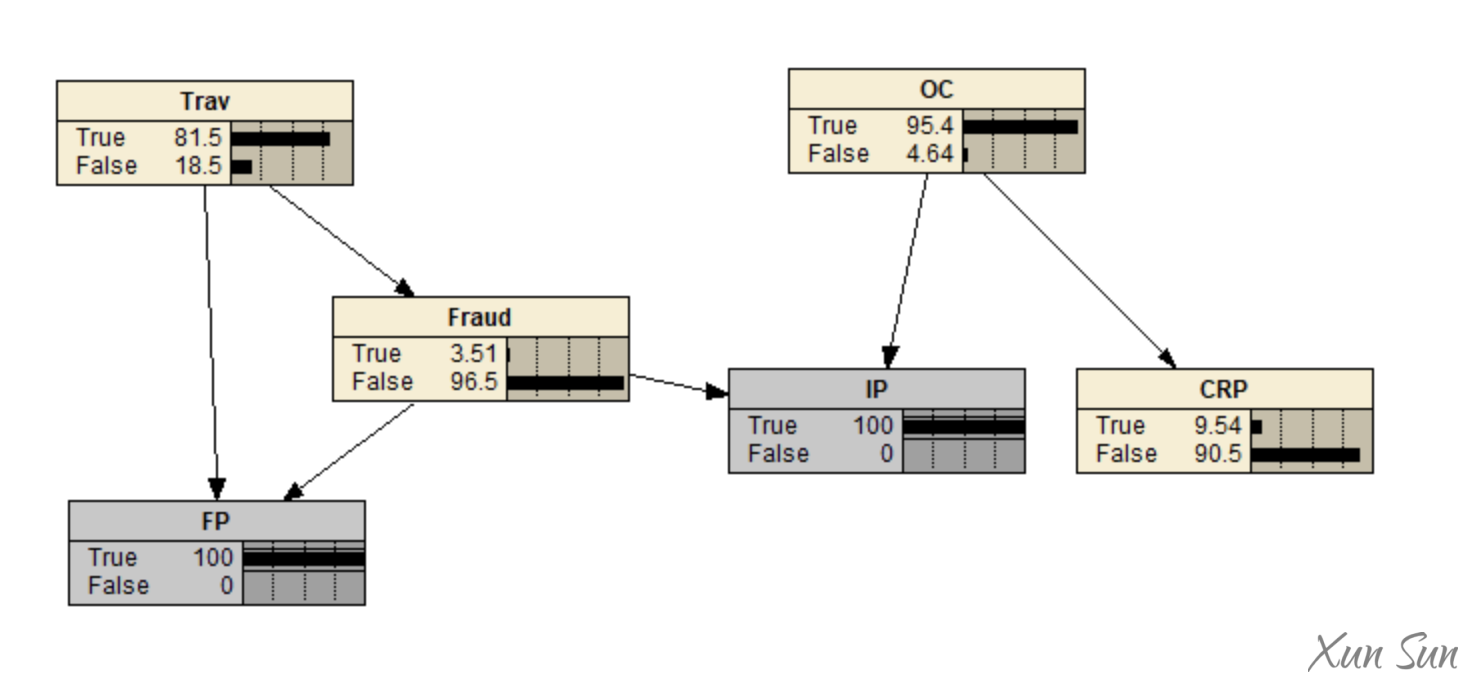 Trav
True 81.5
False 18.5
OC
True 95.4
False 4.64
Fraud
True 3.51
False 96.5
IP
True 100
False 0
CRP
True 9.54
False 90.5
FP
True 100
False 0
Xun Sun